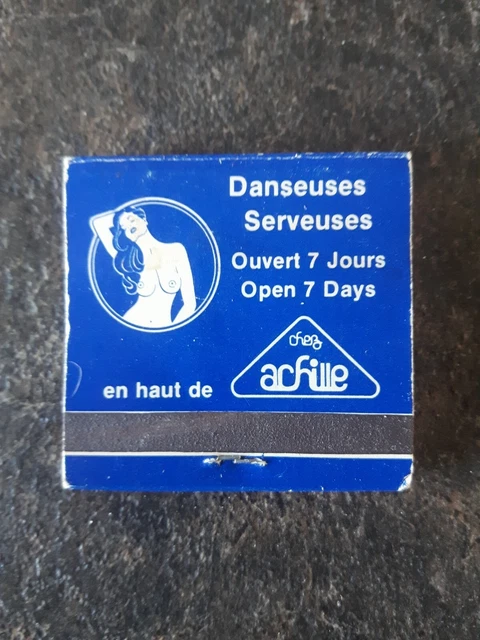 Danseuses
Serveuses
Ouvert 7 Jours
Open 7 Days
chez
achille
en haut de